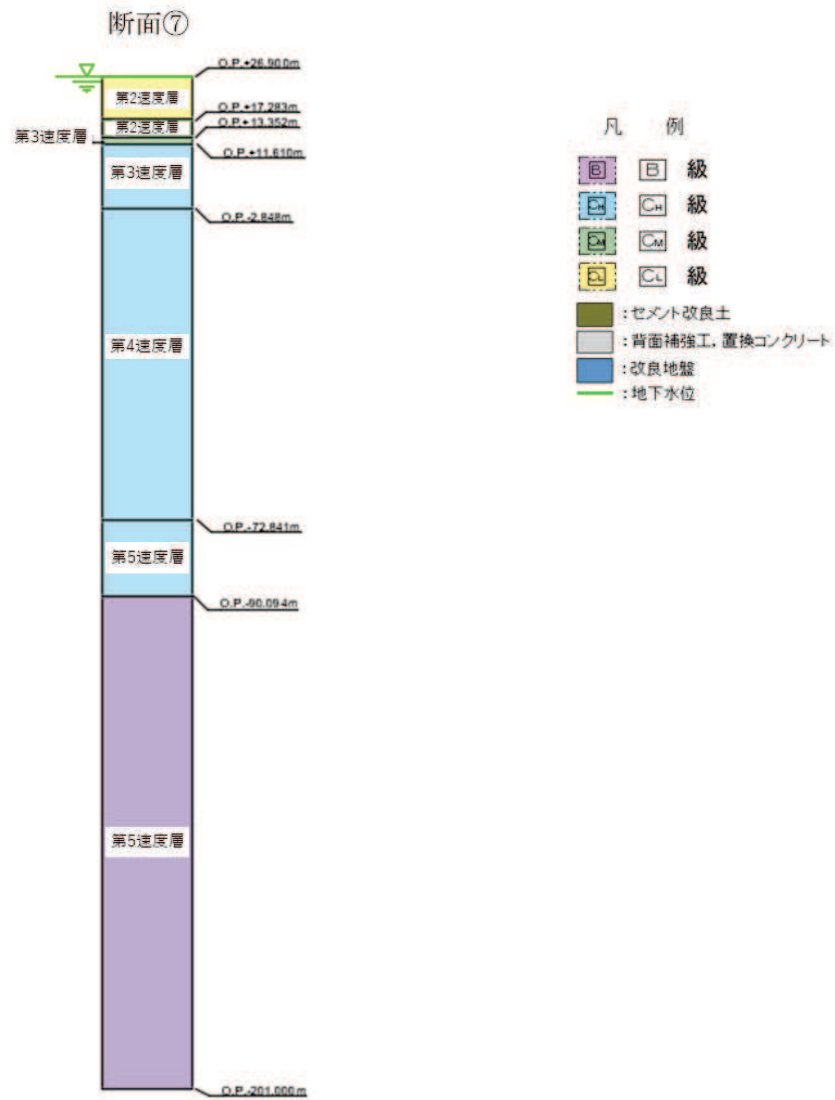 断面⑦
O.P.+26.900m
第2速度層
O.P.+17.283m
第2速度層
O.P.+13.352m
第3速度層
O.P.+11.610m
第3速度層
O.P.-2.848m
第4速度層
O.P.-72.841m
第5速度層
O.P.-90.094m
第5速度層
O.P.-201.000m
凡 例
B B 級
CH CH 級
CM CM 級
CL CL 級
:セメント改良土
:背面補強工,置換コンクリート
:改良地盤
:地下水位